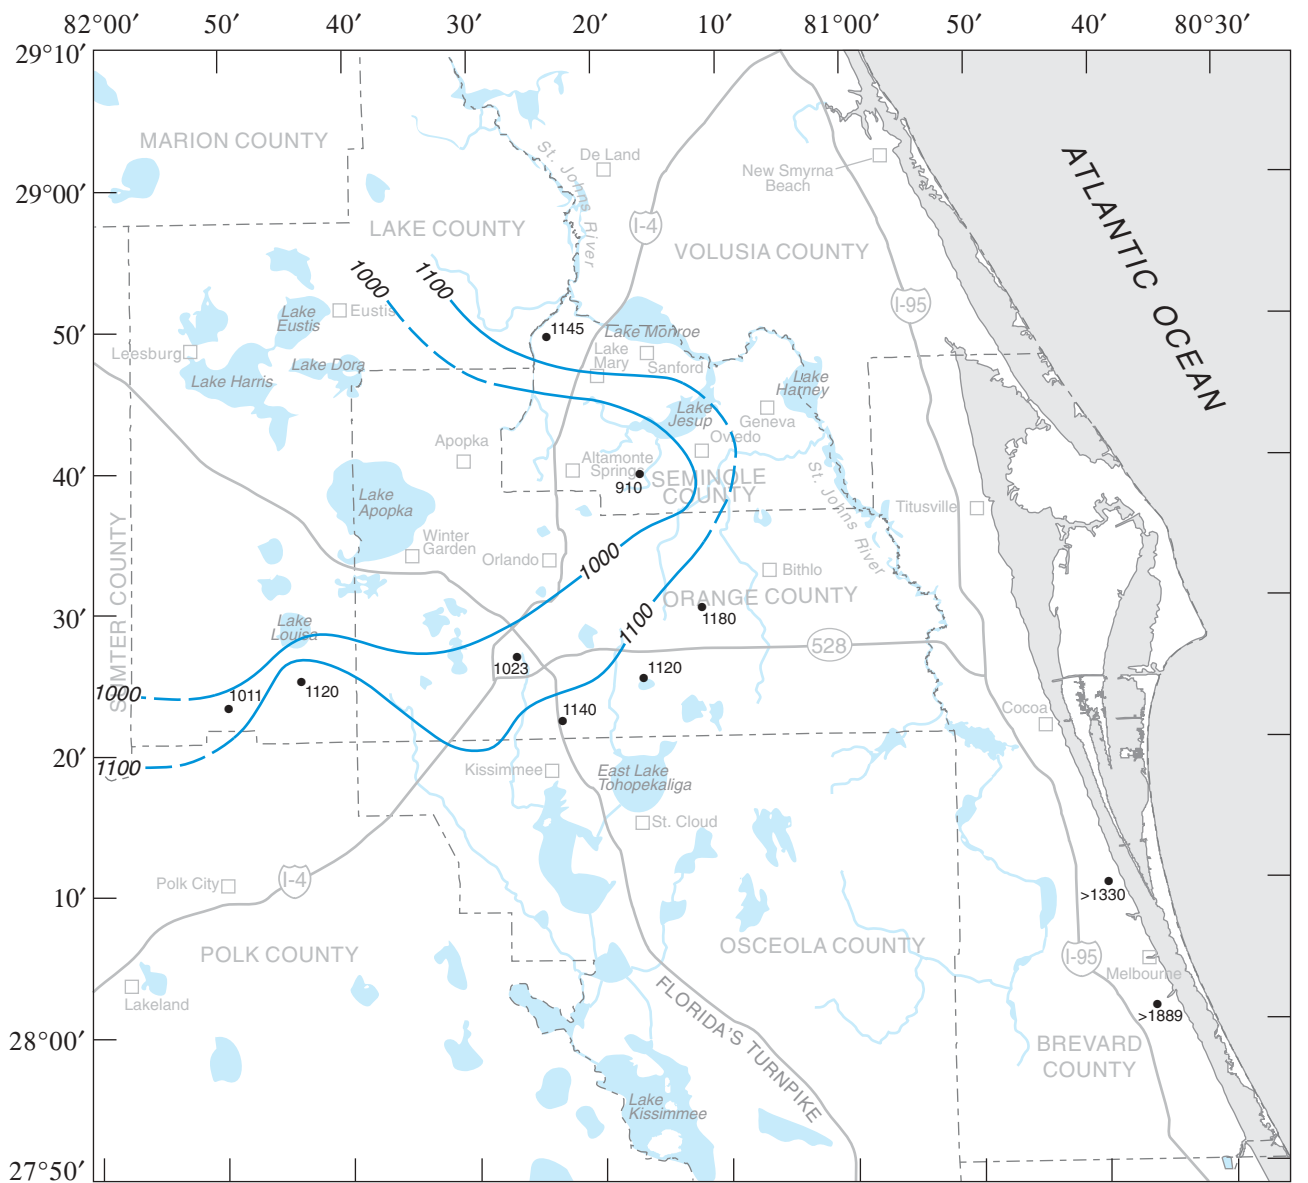 82°00′ 50′ 40′ 30′ 20′ 10′ 81°00′ 50′ 40′ 80°30′
29°10′
MARION COUNTY
De Land
New Smyrna
Beach
ATLANTIC OCEAN
29°00′
St. Johns River
I-4
LAKE COUNTY
VOLUSIA COUNTY
1000
1100
I-95
Lake
Eustis
Eustis
50′
1145
Lake Monroe
Leesburg
Lake
Mary
Sanford
Lake Dora
Lake Harris
Lake
Harney
Lake
Jesup
Geneva
Apopka
Oviedo
40′
Altamonte
Springs
910
SEMINOLE
COUNTY
St. Johns River
Lake
Apopka
Titusville
Winter
Garden
Orlando
1000
Bithlo
SUMTER COUNTY
30′
ORANGE COUNTY
1180
1100
Lake
Louisa
528
1023
1120
1000
1011
1120
1140
Cocoa
20′
1100
Kissimmee
East Lake
Tohopekaliga
St. Cloud
Polk City
I-4
>1330
10′
POLK COUNTY
OSCEOLA COUNTY
I-95
Melbourne
Lakeland
FLORIDA'S TURNPIKE
>1889
28°00′
BREVARD
COUNTY
Lake
Kissimmee
27°50′